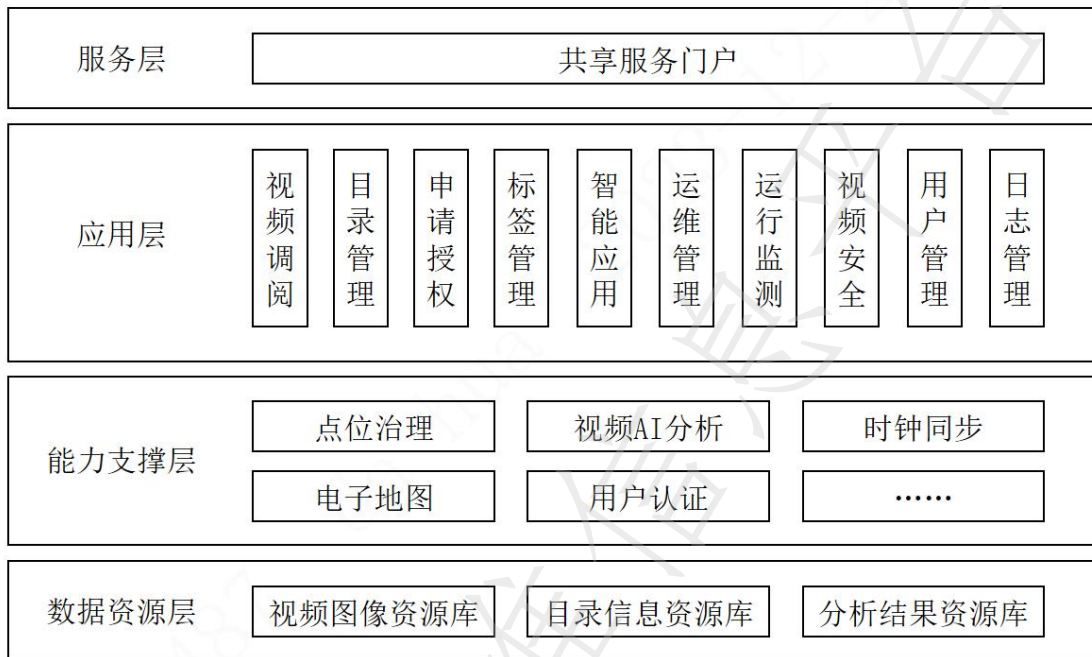 服务层
共享服务门户
应用层
视频调阅
目录管理
申请授权
标签管理
智能应用
运维管理
运行监测
视频安全
用户管理
日志管理
能力支撑层
点位治理
视频AI分析
时钟同步
电子地图
用户认证
……
数据资源层
视频图像资源库
目录信息资源库
分析结果资源库